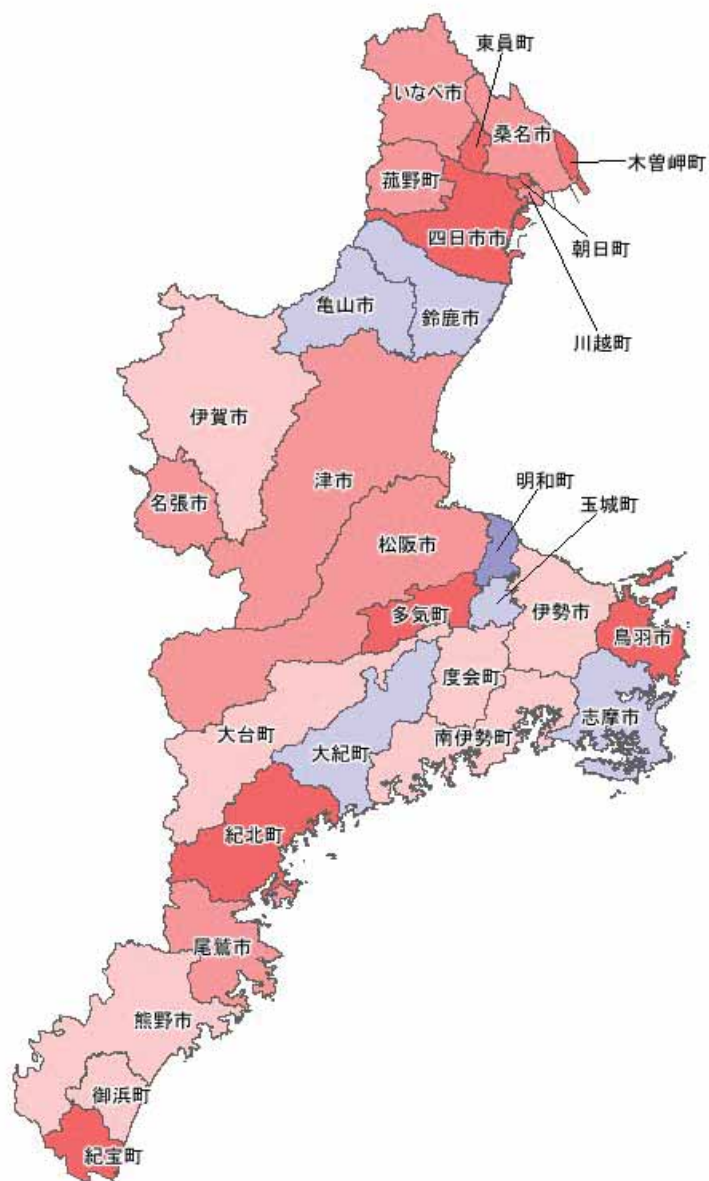 東員町
いなべ市
桑名市
木曽岬町
菰野町
四日市市
朝日町
亀山市
鈴鹿市
川越町
伊賀市
津市
明和町
名張市
玉城町
松阪市
多気町
伊勢市
鳥羽市
度会町
志摩市
大台町
南伊勢町
大紀町
紀北町
尾鷲市
熊野市
御浜町
紀宝町